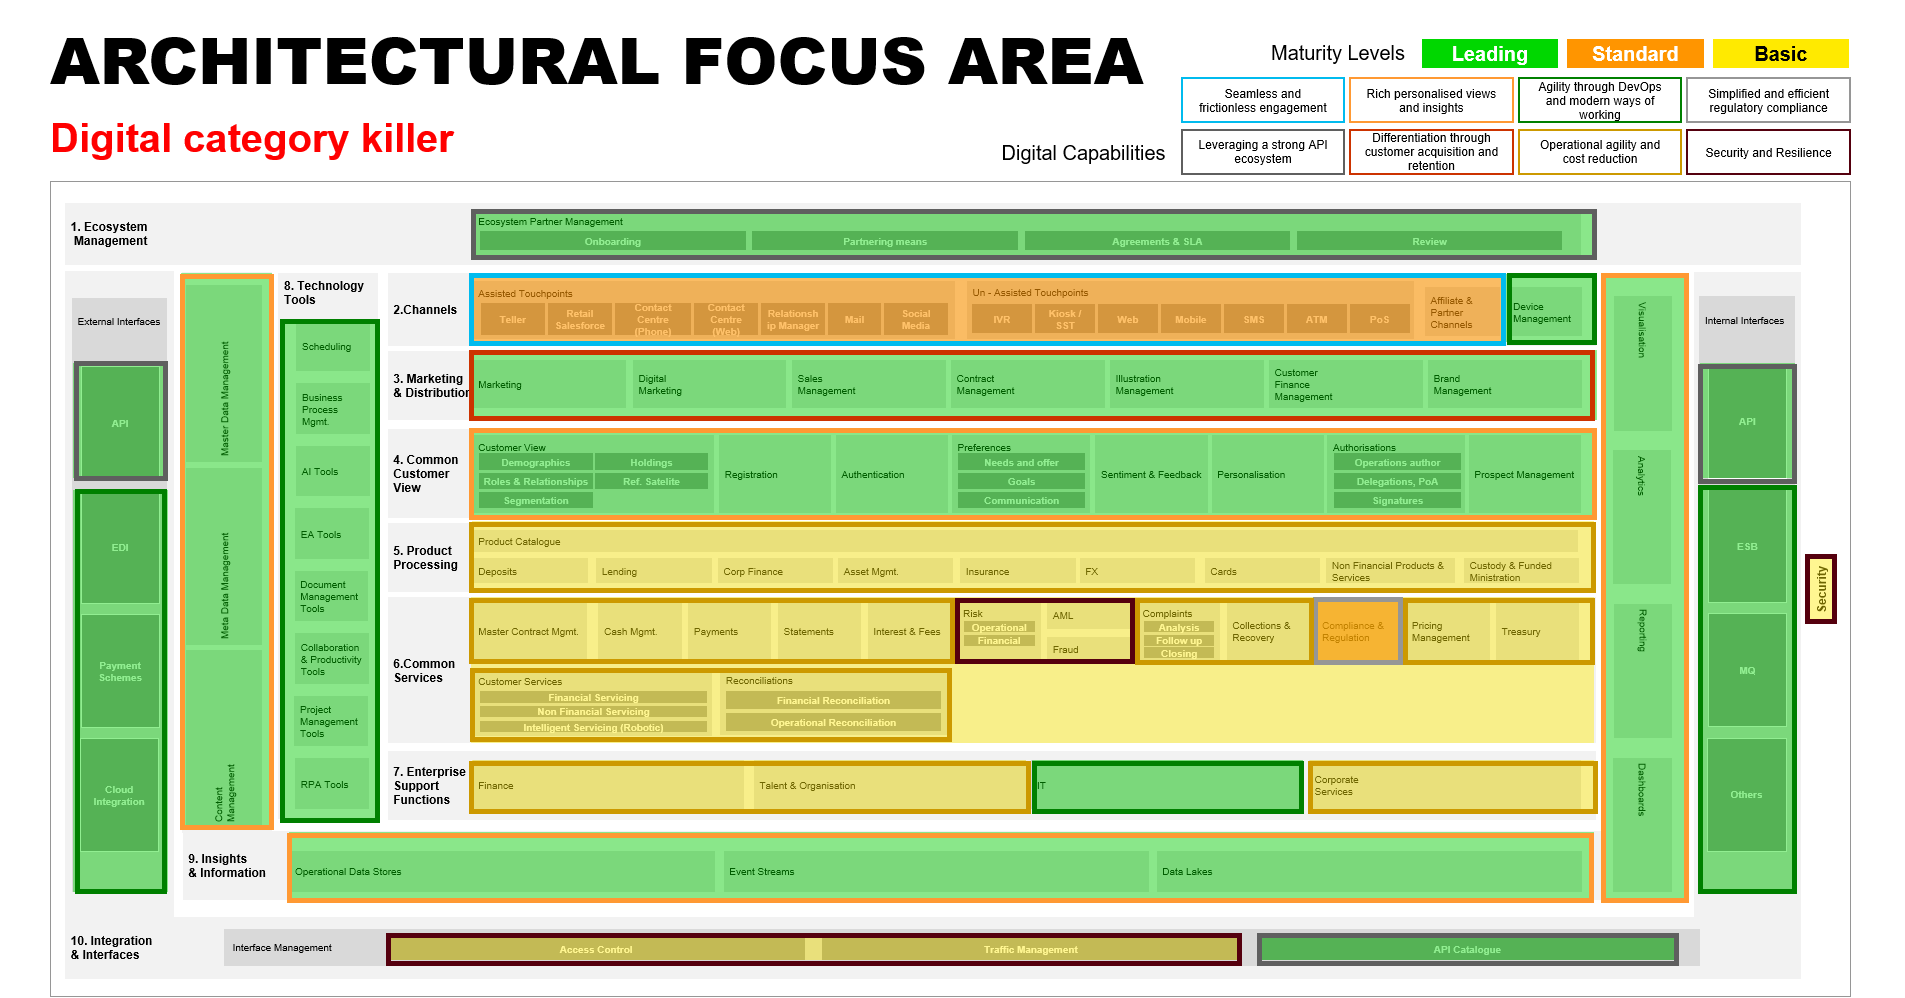 ARCHITECTURAL FOCUS AREA
Digital category killer
Maturity Levels
Leading
Standard
Basic
Digital Capabilities
Seamless and
frictionless engagement
Rich personalised views
and insights
Agility through DevOps
and modern ways of
working
Simplified and efficient
regulatory compliance
Leveraging a strong API
ecosystem
Differentiation through
customer acquisition and
retention
Operational agility and
cost reduction
Security and Resilience
1. Ecosystem
Management
Ecosystem Partner Management
Onboarding
Partnering means
Agreements & SLA
Review
External Interfaces
API
EDI
Payment
Schemes
Cloud
Integration
Master Data Management
Meta Data Management
Content
Management
8. Technology
Tools
Scheduling
Business
Process
Mgmt.
AI Tools
EA Tools
Document
Management
Tools
Collaboration
& Productivity
Tools
Project
Management
Tools
RPA Tools
2.Channels
Assisted Touchpoints
Teller
Retail
Salesforce
Contact
Centre
(Phone)
Contact
Centre
(Web)
Relationsh
ip Manager
Mail
Social
Media
Un - Assisted Touchpoints
IVR
Kiosk /
SST
Web
Mobile
SMS
ATM
PoS
Affiliate &
Partner
Channels
Device
Management
3. Marketing
& Distribution
Marketing
Digital
Marketing
Sales
Management
Contract
Management
Illustration
Management
Customer
Finance
Management
Brand
Management
4. Common
Customer
View
Customer View
Demographics
Holdings
Roles & Relationships
Ref. Satelite
Segmentation
Registration
Authentication
Preferences
Needs and offer
Goals
Communication
Sentiment & Feedback
Personalisation
Authorisations
Operations author
Delegations, PoA
Signatures
Prospect Management
5. Product
Processing
Product Catalogue
Deposits
Lending
Corp Finance
Asset Mgmt.
Insurance
FX
Cards
Non Financial Products &
Services
Custody & Funded
Ministration
6.Common
Services
Master Contract Mgmt.
Cash Mgmt.
Payments
Statements
Interest & Fees
Risk
Operational
Financial
AML
Fraud
Complaints
Analysis
Follow up
Closing
Collections &
Recovery
Compliance &
Regulation
Pricing
Management
Treasury
Customer Services
Financial Servicing
Non Financial Servicing
Intelligent Servicing (Robotic)
Reconciliations
Financial Reconciliation
Operational Reconciliation
7. Enterprise
Support
Functions
Finance
Talent & Organisation
IT
Corporate
Services
Visualisation
Analytics
Reporting
Dashboards
Internal Interfaces
API
ESB
MQ
Others
Security
9. Insights
& Information
Operational Data Stores
Event Streams
Data Lakes
10. Integration
& Interfaces
Interface Management
Access Control
Traffic Management
API Catalogue